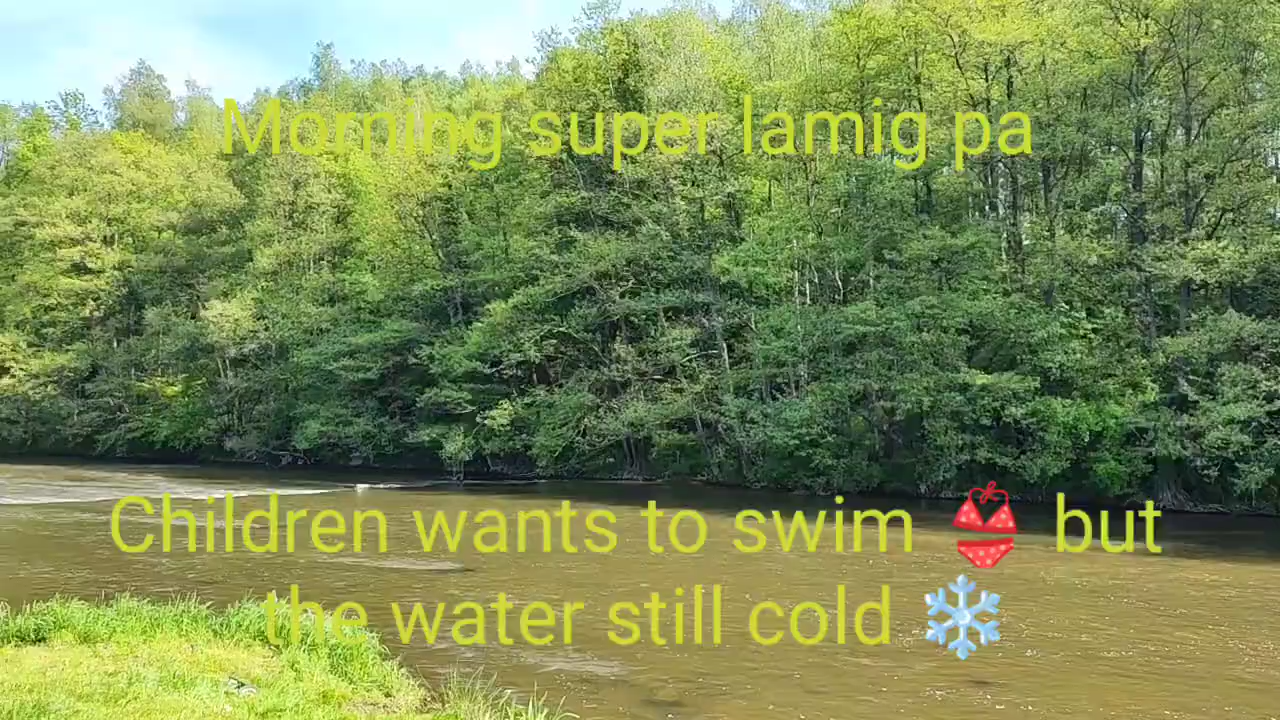 Morning super lamig pa
Children wants to swim 👙 but
the water still cold ❄️